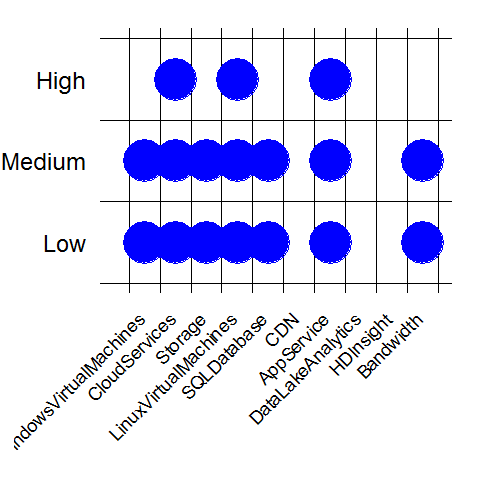 High
Medium
Low
ndowsVirtualMachines
CloudServices
Storage
LinuxVirtualMachines
SQLDatabase
CDN
AppService
DataLakeAnalytics
HDInsight
Bandwidth